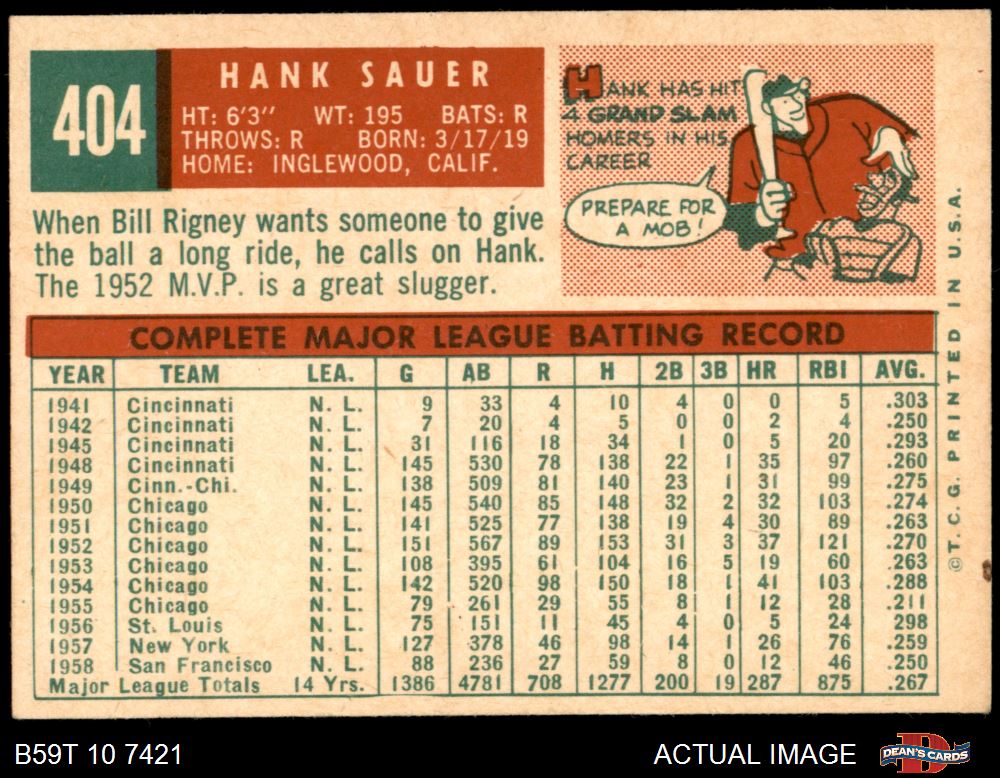 404
HANK SAUER
HT: 6'3" WT: 195 BATS: R
THROWS: R BORN: 3/17/19
HOME: INGLEWOOD, CALIF.
When Bill Rigney wants someone to give
the ball a long ride, he calls on Hank.
The 1952 M.V.P. is a great slugger.
HANK HAS HIT
4 GRAND SLAM
HOMERS IN HIS
CAREER
PREPARE FOR
A MOB!
COMPLETE MAJOR LEAGUE BATTING RECORD
YEAR TEAM LEA. G AB R H 2B 3B HR RBI AVG.
1941 Cincinnati N. L. 9 33 4 10 4 0 0 5 .303
1942 Cincinnati N. L. 7 20 4 5 0 0 2 4 .250
1945 Cincinnati N. L. 31 116 18 34 1 0 5 20 .293
1948 Cincinnati N. L. 145 530 78 138 22 1 35 97 .260
1949 Cinn.-Chi. N. L. 138 509 81 140 23 1 31 99 .275
1950 Chicago N. L. 145 540 85 148 32 2 32 103 .274
1951 Chicago N. L. 141 525 77 138 19 4 30 89 .263
1952 Chicago N. L. 151 567 89 153 31 3 37 121 .270
1953 Chicago N. L. 108 395 61 104 16 5 19 60 .263
1954 Chicago N. L. 142 520 98 150 18 1 41 103 .288
1955 Chicago N. L. 79 261 29 55 8 1 12 28 .211
1956 St. Louis N. L. 75 151 11 45 4 0 5 24 .298
1957 New York N. L. 127 378 46 98 14 1 26 76 .259
1958 San Francisco N. L. 88 236 27 59 8 0 12 46 .250
Major League Totals 14 Yrs. 1386 4781 708 1277 200 19 287 875 .267
©T.C.G. PRINTED IN U.S.A.
B59T 10 7421
ACTUAL IMAGE
DEAN'S CARDS